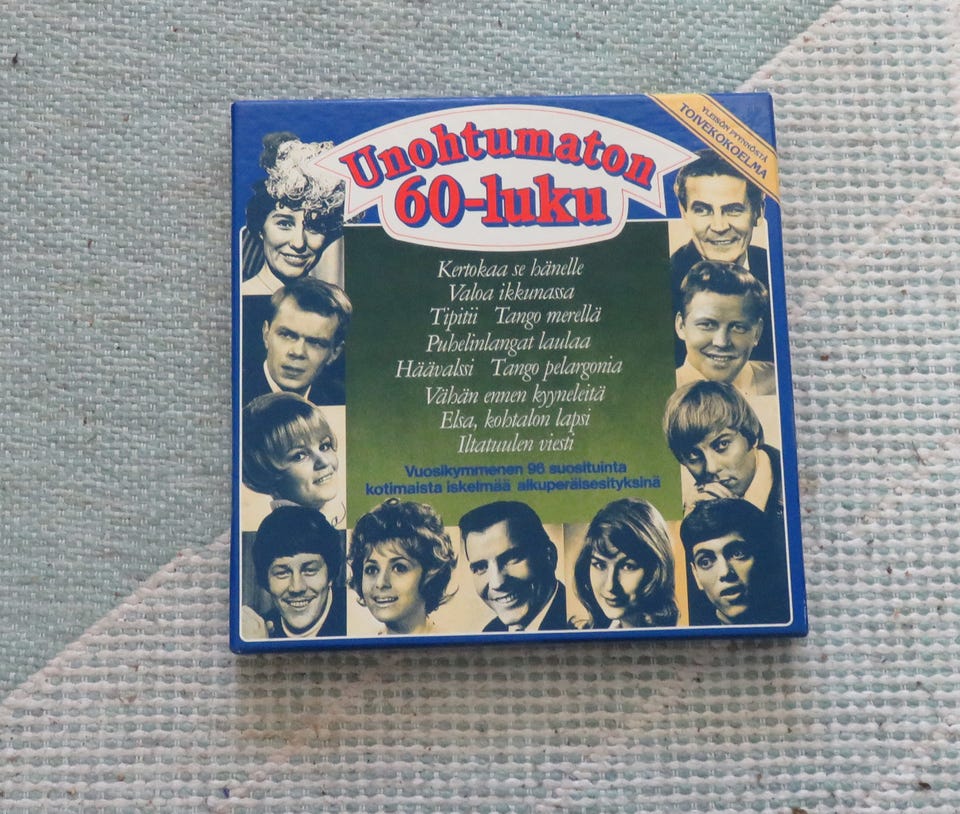 Unohtumaton
60-luku
YLEISÖN PYYNNÖSTÄ
TOIVEKOKOELMA
Kertokaa se hänelle
Valoa ikkunassa
Tipitii Tango merellä
Puhelinlangat laulaa
Häävalssi Tango pelargonia
Vähän ennen kyyneleitä
Elsa, kohtalon lapsi
Iltatuulen viesti
Vuosikymmenen 96 suosituinta
kotimaista iskelmää alkuperäisesityksinä